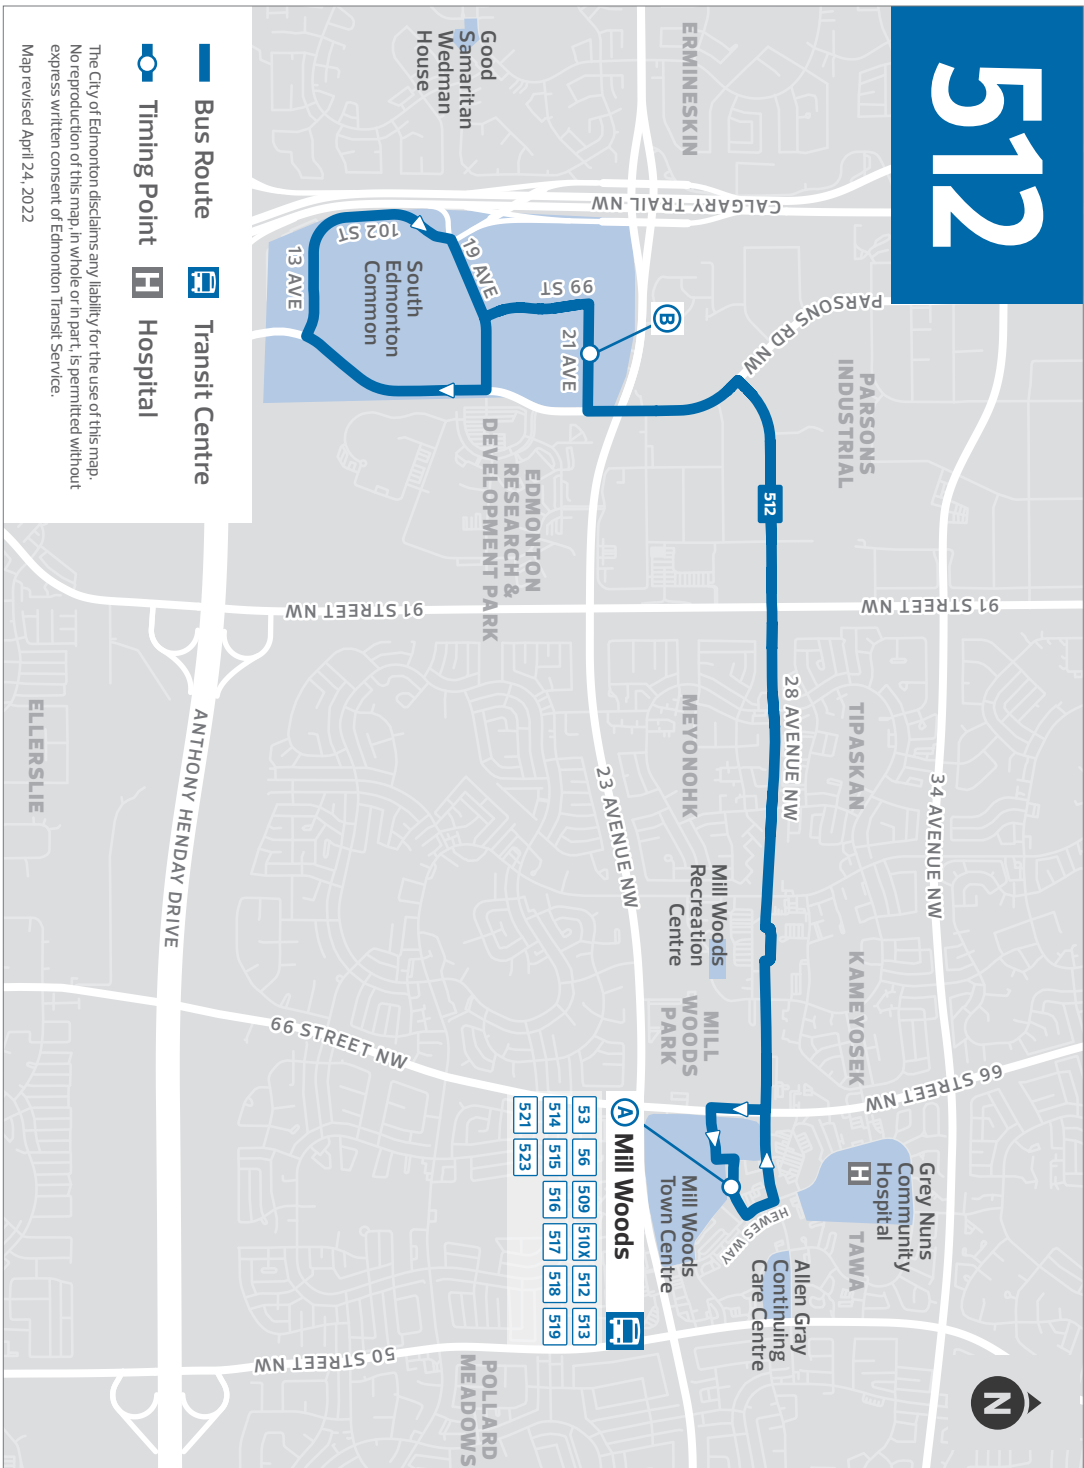 512
ERMINESKIN
Good
Samaritan
Wedman
House
CALGARY TRAIL NW
PARSONS RD NW
PARSONS
INDUSTRIAL
B
99 ST
21 AVE
19 AVE
102 ST
13 AVE
South
Edmonton
Common
512
EDMONTON
RESEARCH &
DEVELOPMENT PARK
91 STREET NW
91 STREET NW
28 AVENUE NW
TIPASKAN
MEYONOHK
23 AVENUE NW
34 AVENUE NW
ANTHONY HENDAY DRIVE
ELLERSLIE
Mill Woods
Recreation
Centre
KAMEYOSEK
MILL
WOODS
PARK
66 STREET NW
66 STREET NW
Grey Nuns
Community
Hospital
H
TAWA
HEWES WAY
Mill Woods
Town Centre
Allen Gray
Continuing
Care Centre
A Mill Woods
53 56 509 510X 512 513
514 515 516 517 518 519
521 523
50 STREET NW
POLLARD
MEADOWS
N
Bus Route
Transit Centre
Timing Point
H Hospital
The City of Edmonton disclaims any liability for the use of this map.
No reproduction of this map, in whole or in part, is permitted without
express written consent of Edmonton Transit Service.
Map revised April 24, 2022